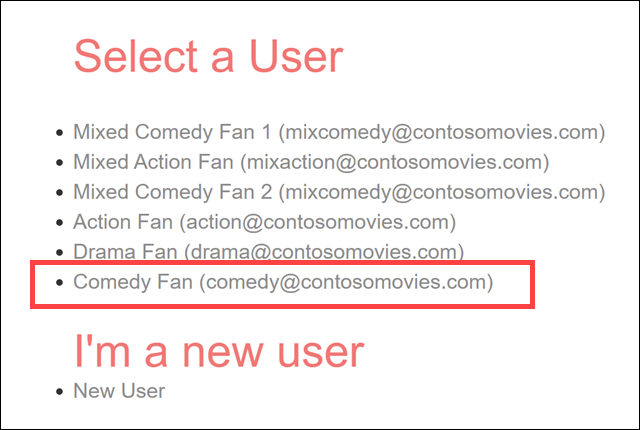 Select a User
Mixed Comedy Fan 1 (mixcomedy@contosomovies.com)
Mixed Action Fan (mixaction@contosomovies.com)
Mixed Comedy Fan 2 (mixcomedy@contosomovies.com)
Action Fan (action@contosomovies.com)
Drama Fan (drama@contosomovies.com)
Comedy Fan (comedy@contosomovies.com)
I'm a new user
New User